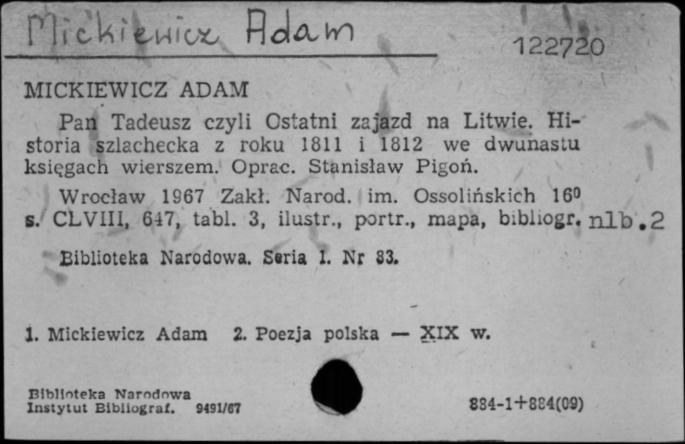 Mickiewicz Adam
122720
MICKIEWICZ ADAM
Pan Tadeusz czyli Ostatni zajazd na Litwie. Hi-
storia szlachecka z roku 1811 i 1812 we dwunastu
księgach wierszem. Oprac. Stanisław Pigoń.
Wrocław 1967 Zakł. Narod. im. Ossolińskich 16⁰
s. CLVIII, 647, tabl. 3, ilustr., portr., mapa, bibliogr. nlb.2
Biblioteka Narodowa. Seria I. Nr 83.
1. Mickiewicz Adam 2. Poezja polska — XIX w.
Biblioteka Narodowa
Instytut Bibliograf. 9491/67
884-1+884(09)